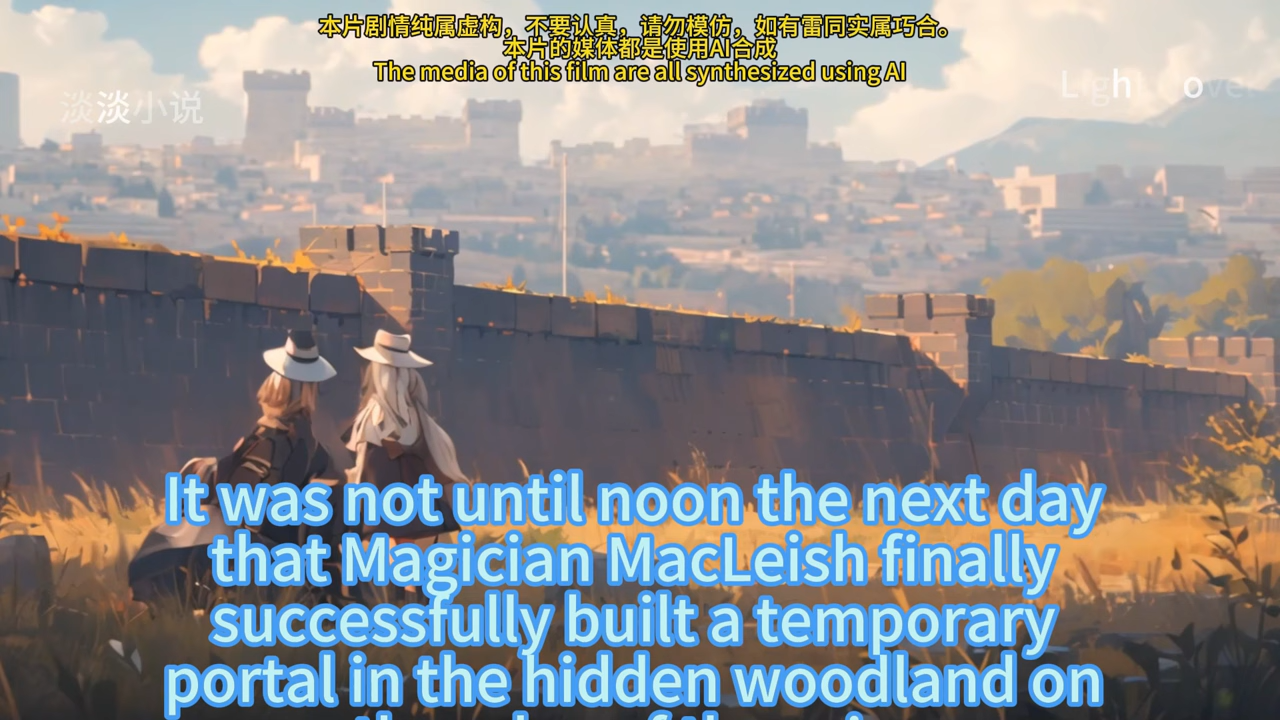 本片剧情纯属虚构，不要认真，请勿模仿，如有雷同实属巧合。
本片的媒体都是使用AI合成
The media of this film are all synthesized using AI
淡淡小说
It was not until noon the next day
that Magician MacLeish finally
successfully built a temporary
portal in the hidden woodland on